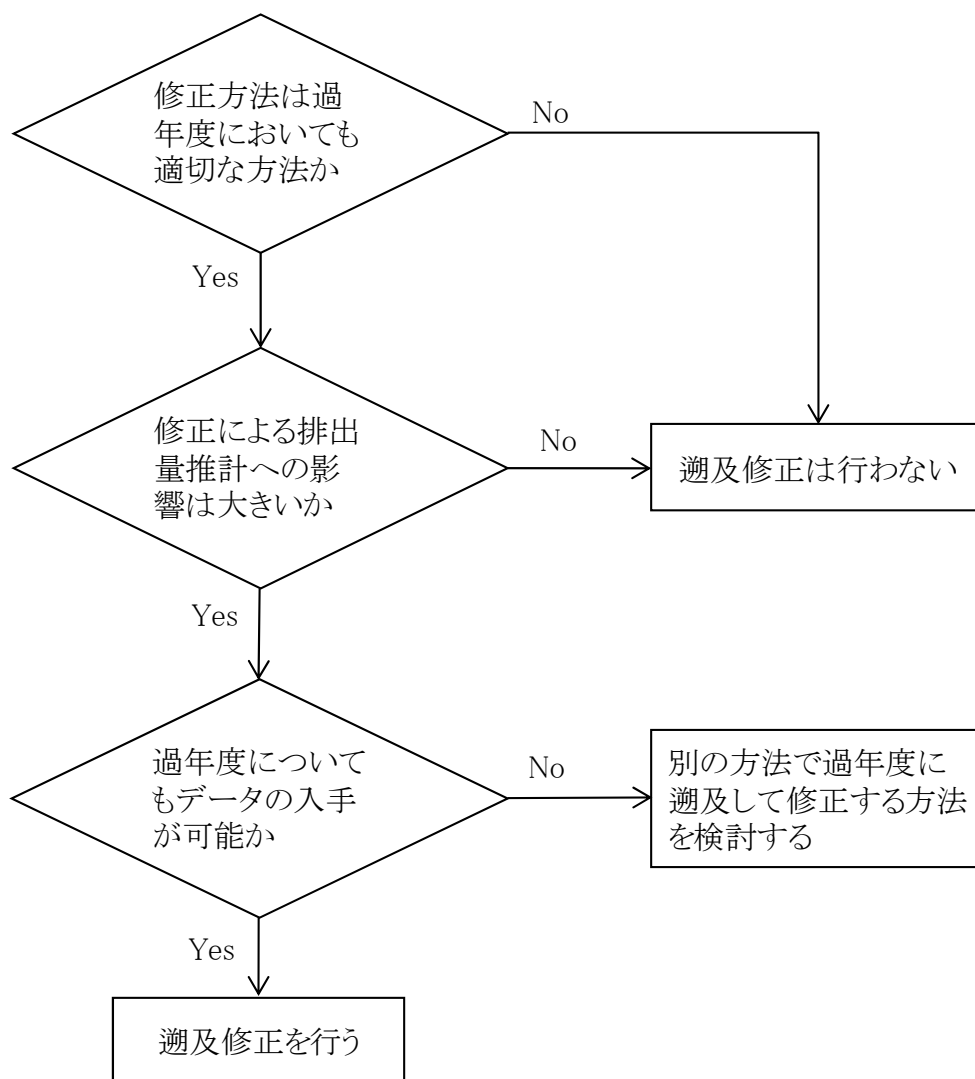 修正方法は過
年度においても
適切な方法か
No
Yes
修正による排出
量推計への影
響は大きいか
No
遡及修正は行わない
Yes
過年度について
もデータの入手
が可能か
No
別の方法で過年度に
遡及して修正する方法
を検討する
Yes
遡及修正を行う